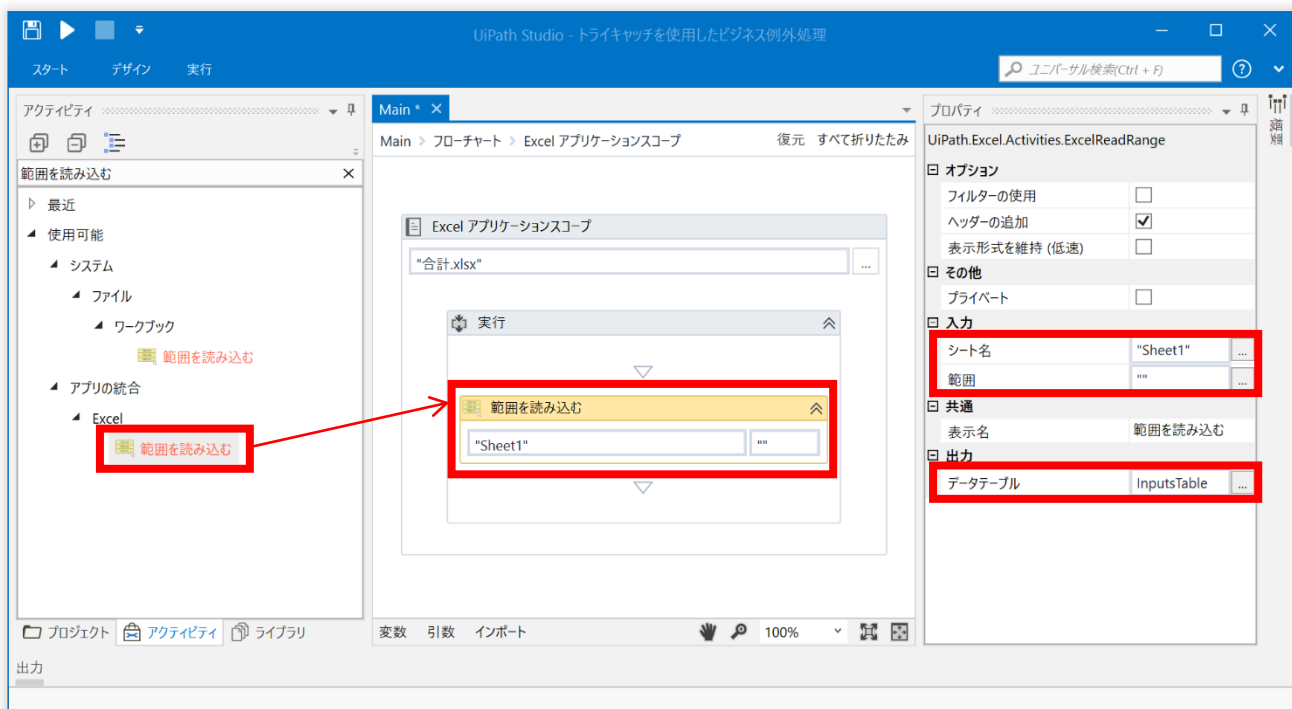 UiPath Studio - トライキャッチを使用したビジネス例外処理
スタート デザイン 実行
ユニバーサル検索(Ctrl + F)
アクティビティ
範囲を読み込む
最近
使用可能
システム
ファイル
ワークブック
範囲を読み込む
アプリの統合
Excel
範囲を読み込む
プロジェクト アクティビティ ライブラリ
Main *
Main > フローチャート > Excel アプリケーションスコープ 復元 すべて折りたたみ
Excel アプリケーションスコープ
"合計.xlsx" ...
実行
範囲を読み込む
"Sheet1" ""
変数 引数 インポート 100%
プロパティ
UiPath.Excel.Activities.ExcelReadRange
オプション
フィルターの使用
ヘッダーの追加
表示形式を維持 (低速)
その他
プライベート
入力
シート名 "Sheet1" ...
範囲 "" ...
共通
表示名 範囲を読み込む
出力
データテーブル InputsTable ...
概要
出力